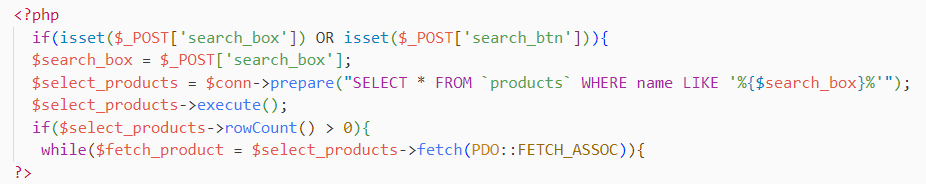 <?php
if(isset($_POST['search_box']) OR isset($_POST['search_btn'])){
$search_box = $_POST['search_box'];
$select_products = $conn->prepare("SELECT * FROM `products` WHERE name LIKE '%{$search_box}%'");
$select_products->execute();
if($select_products->rowCount() > 0){
while($fetch_product = $select_products->fetch(PDO::FETCH_ASSOC)){
?>